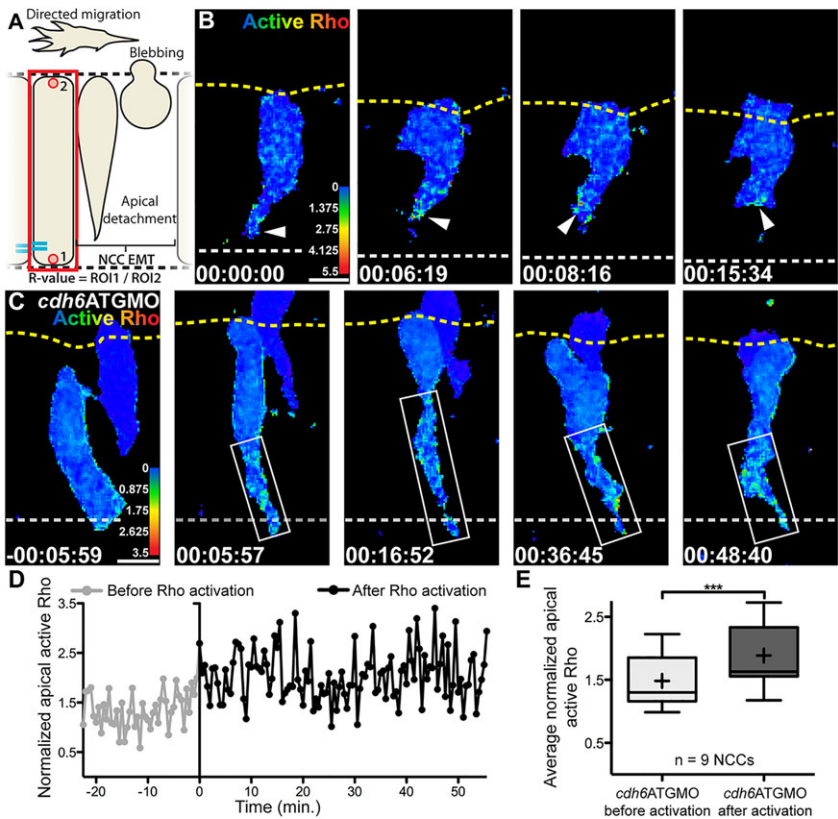 A
Directed migration
Blebbing
2
Apical
detachment
1
NCC EMT
R-value = ROI1 / ROI2
B
Active Rho
0
1.375
2.75
4.125
5.5
00:00:00
00:06:19
00:08:16
00:15:34
C
cdh6ATGMO
Active Rho
0
0.875
1.75
2.625
3.5
-00:05:59
00:05:57
00:16:52
00:36:45
00:48:40
D
Before Rho activation
After Rho activation
Normalized apical active Rho
3.5
2.5
1.5
0.5
-20
-10
0
10
20
30
40
50
Time (min.)
E
Average normalized apical
active Rho
2.5
1.5
0.5
***
n = 9 NCCs
cdh6ATGMO
before activation
cdh6ATGMO
after activation